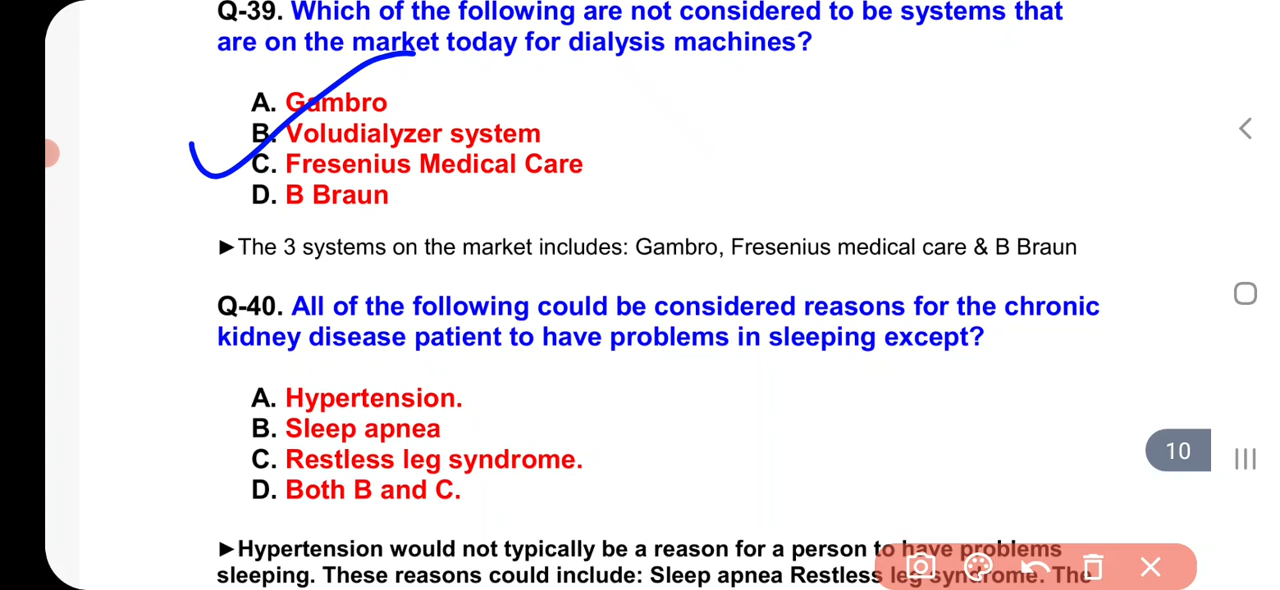 Q-39. Which of the following are not considered to be systems that
are on the market today for dialysis machines?
A. Gambro
B. Voludialyzer system
C. Fresenius Medical Care
D. B Braun
►The 3 systems on the market includes: Gambro, Fresenius medical care & B Braun
Q-40. All of the following could be considered reasons for the chronic
kidney disease patient to have problems in sleeping except?
A. Hypertension.
B. Sleep apnea
C. Restless leg syndrome.
D. Both B and C.
10
►Hypertension would not typically be a reason for a person to have problems
sleeping. These reasons could include: Sleep apnea Restless leg syndrome. The